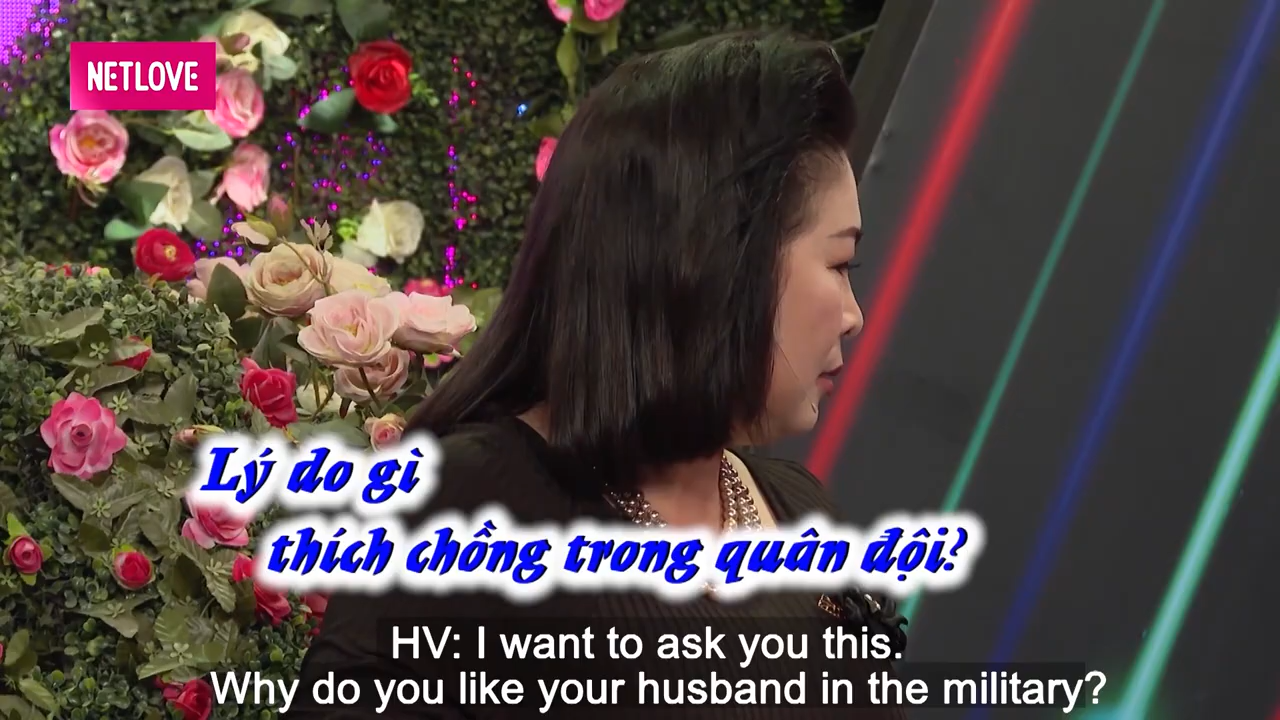 NETLOVE
Lý do gì
thích chồng trong quân đội?
HV: I want to ask you this.
Why do you like your husband in the military?